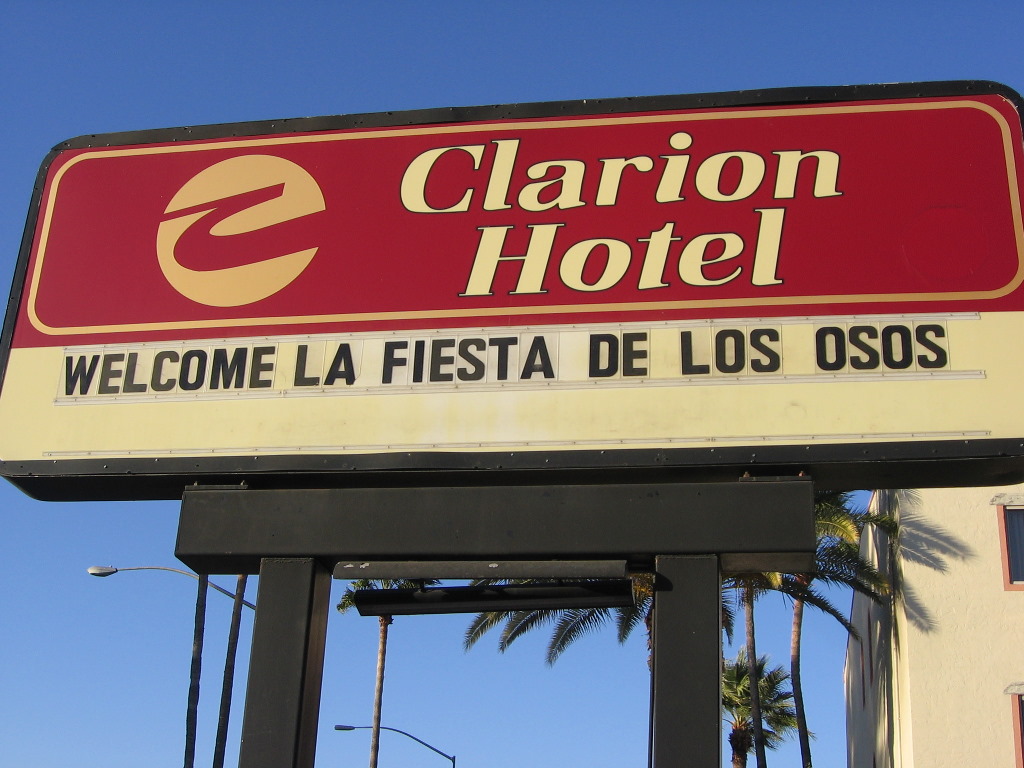 Clarion
Hotel
WELCOME LA FIESTA DE LOS OSOS